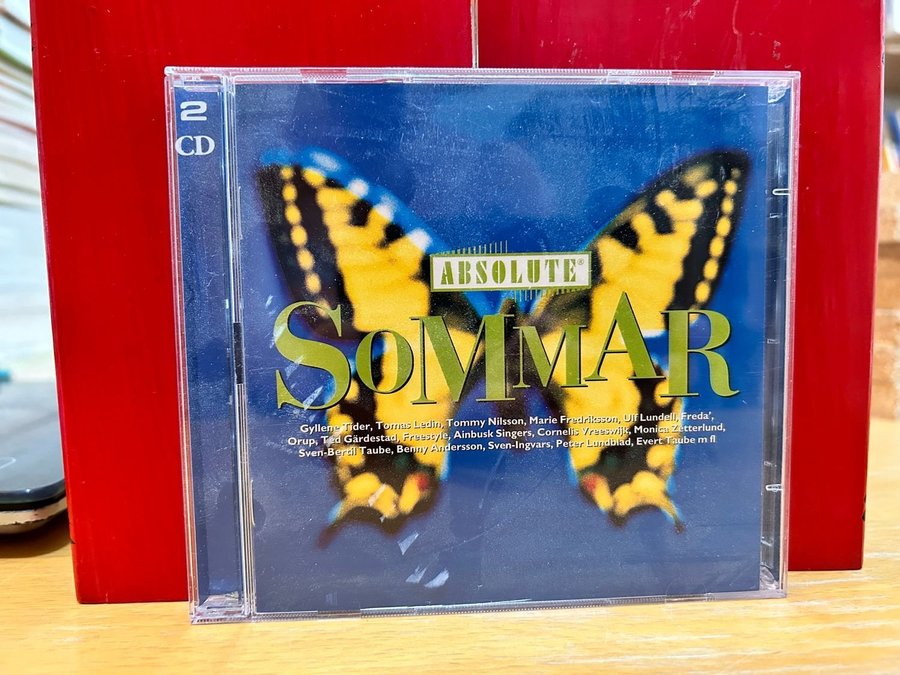 2
CD
ABSOLUTE®
SOMMAR
Gyllene Tider, Tomas Ledin, Tommy Nilsson, Marie Fredriksson, Ulf Lundell, Freda',
Orup, Ted Gärdestad, Freestyle, Ainbusk Singers, Cornelis Vreeswijk, Monica Zetterlund,
Sven-Bertil Taube, Benny Andersson, Sven-Ingvars, Peter Lundblad, Evert Taube m fl